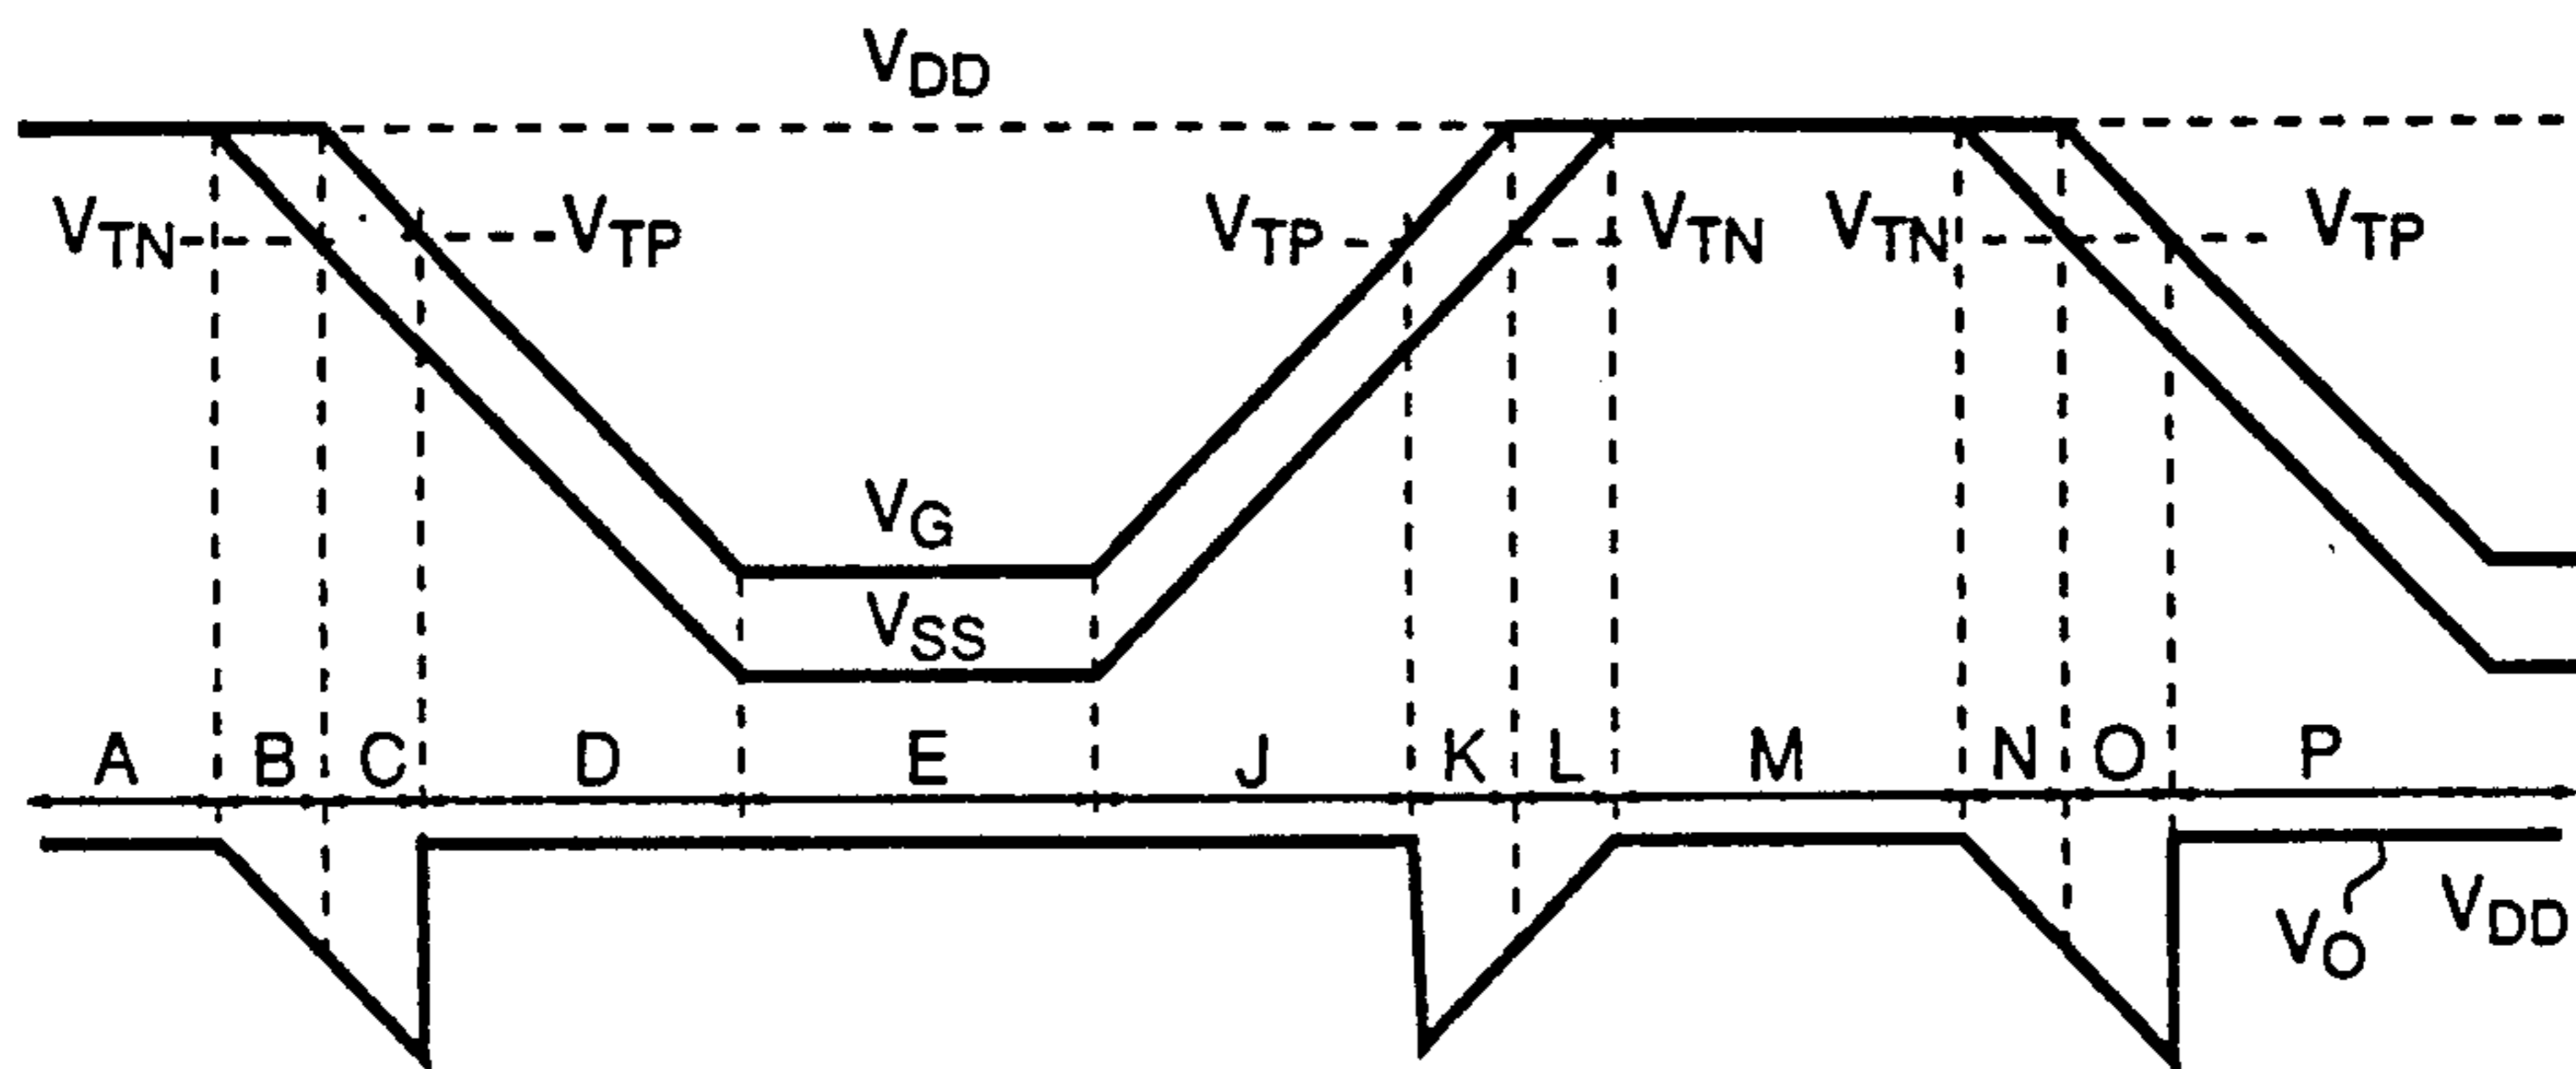 VDD
VTN VTP VTP VTN VTN VTP
VG
VSS
A B C D E J K L M N O P
VO VDD